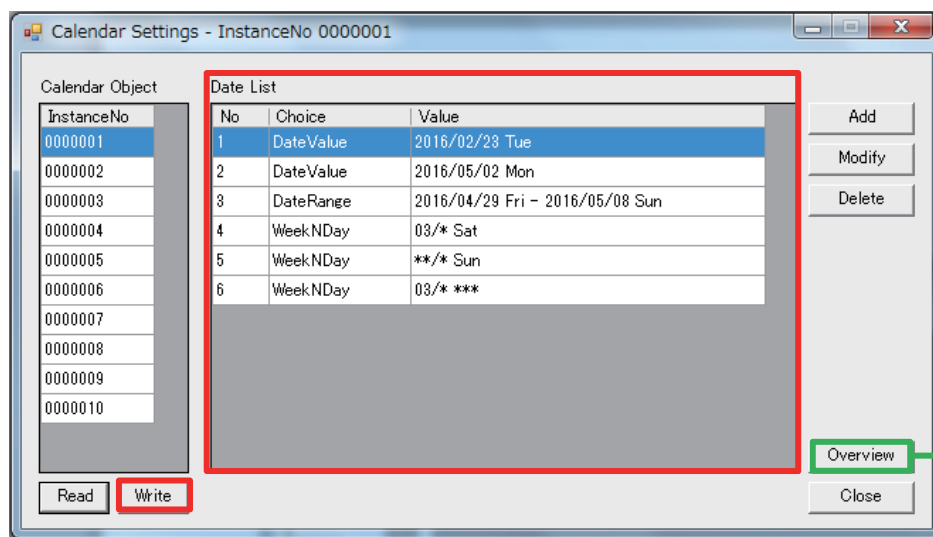 Calendar Settings - InstanceNo 0000001
Calendar Object
Date List
InstanceNo
0000001
0000002
0000003
0000004
0000005
0000006
0000007
0000008
0000009
0000010
No Choice Value
1 DateValue 2016/02/23 Tue
2 DateValue 2016/05/02 Mon
3 DateRange 2016/04/29 Fri - 2016/05/08 Sun
4 WeekNDay 03/* Sat
5 WeekNDay **/* Sun
6 WeekNDay 03/* ***
Add
Modify
Delete
Overview
Read
Write
Close